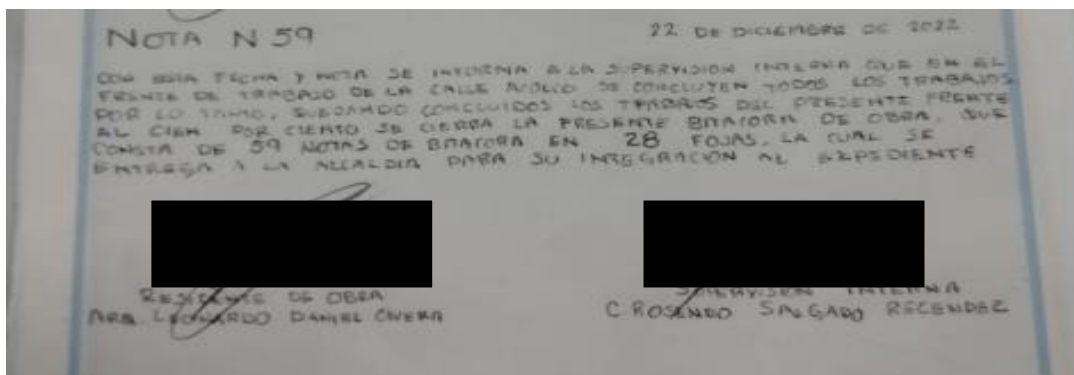 NOTA N 59
22 DE DICIEMBRE DE 2022
CON ESTA FECHA Y NOTA SE INFORMA A LA SUPERVISION INTERNA QUE EN EL
FRENTE DE TRABAJO DE LA CALLE SE CONCLUYEN TODOS LOS TRABAJOS
POR LO TANTO, QUEDANDO CONCLUIDOS LOS TRABAJOS DEL PRESENTE FRENTE
AL CIEN POR CIENTO SE CIERRA LA PRESENTE BITACORA DE OBRA, QUE
CONSTA DE 59 NOTAS DE BITACORA EN 28 FOJAS, LA CUAL SE
ENTREGA A LA ALCALDIA PARA SU INTEGRACION AL EXPEDIENTE
RESIDENTE DE OBRA
ARQ. LEONARDO DANIEL
SUPERVISION INTERNA
C. ROSENDO SALGADO RECENDEZ